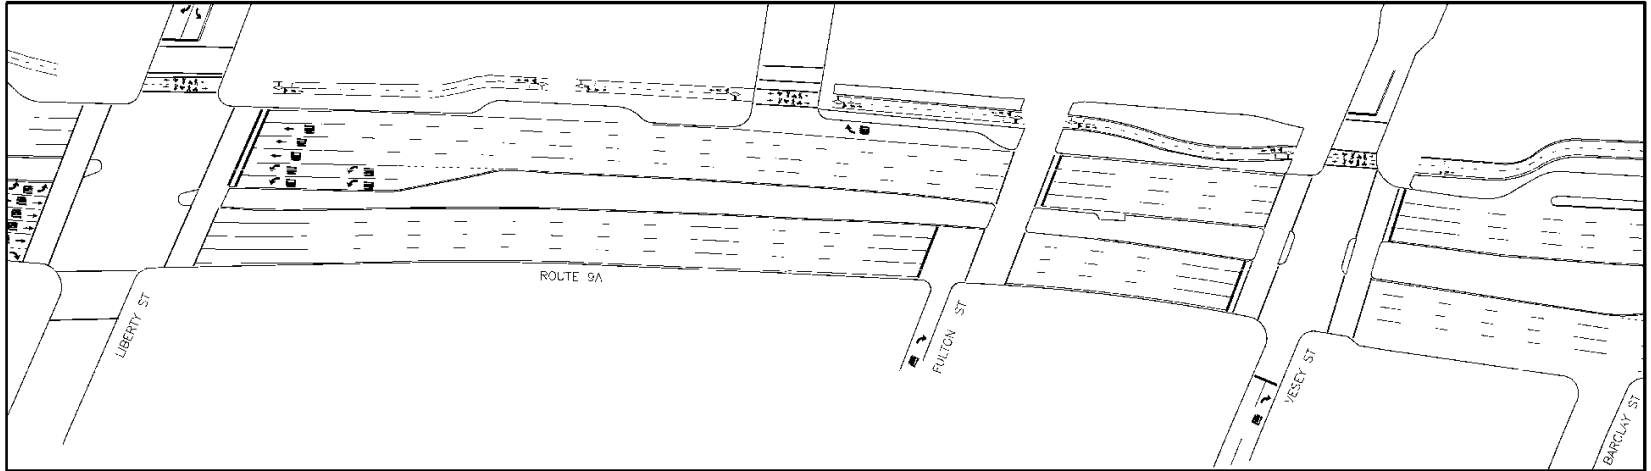 ROUTE 9A
LIBERTY ST
FULTON ST
VESEY ST
BARCLAY ST